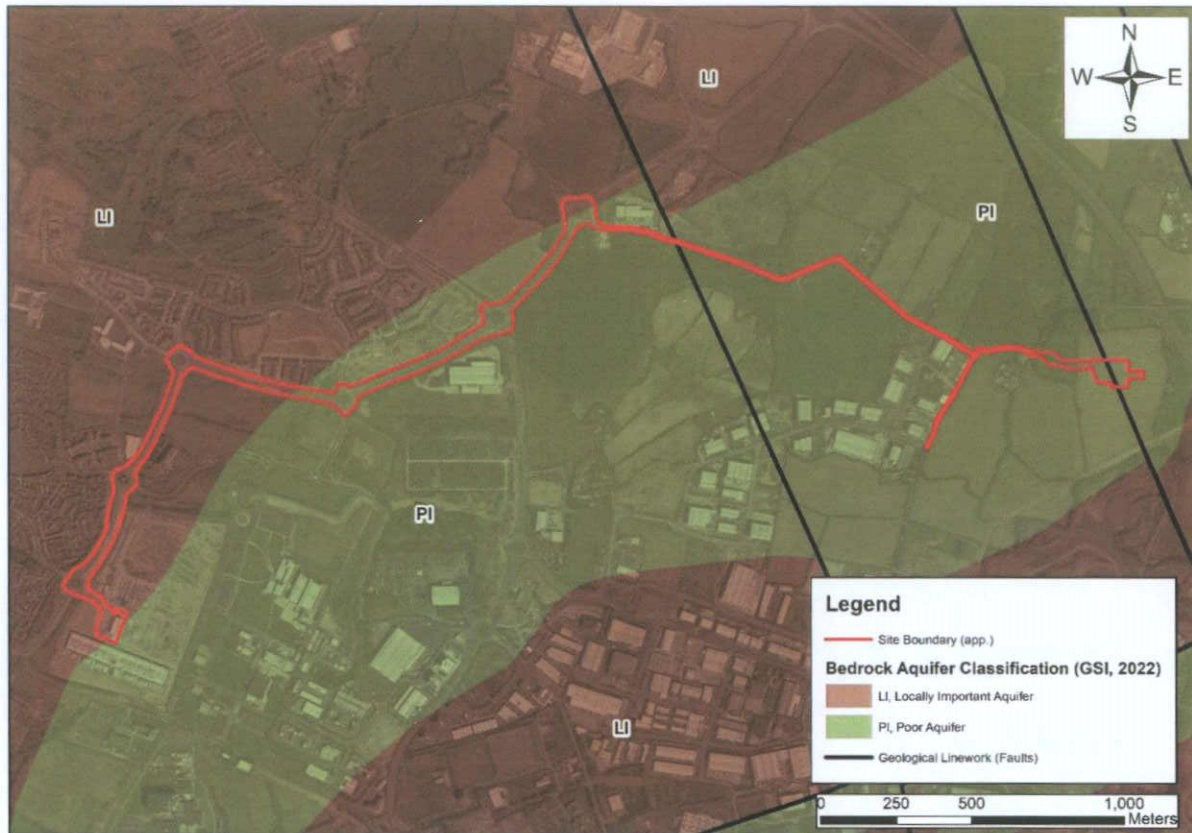 N
W E
S
LI
LI
PI
PI
LI
Legend
Site Boundary (app.)
Bedrock Aquifer Classification (GSI, 2022)
LI, Locally Important Aquifer
PI, Poor Aquifer
Geological Linework (Faults)
0 250 500 1,000
Meters